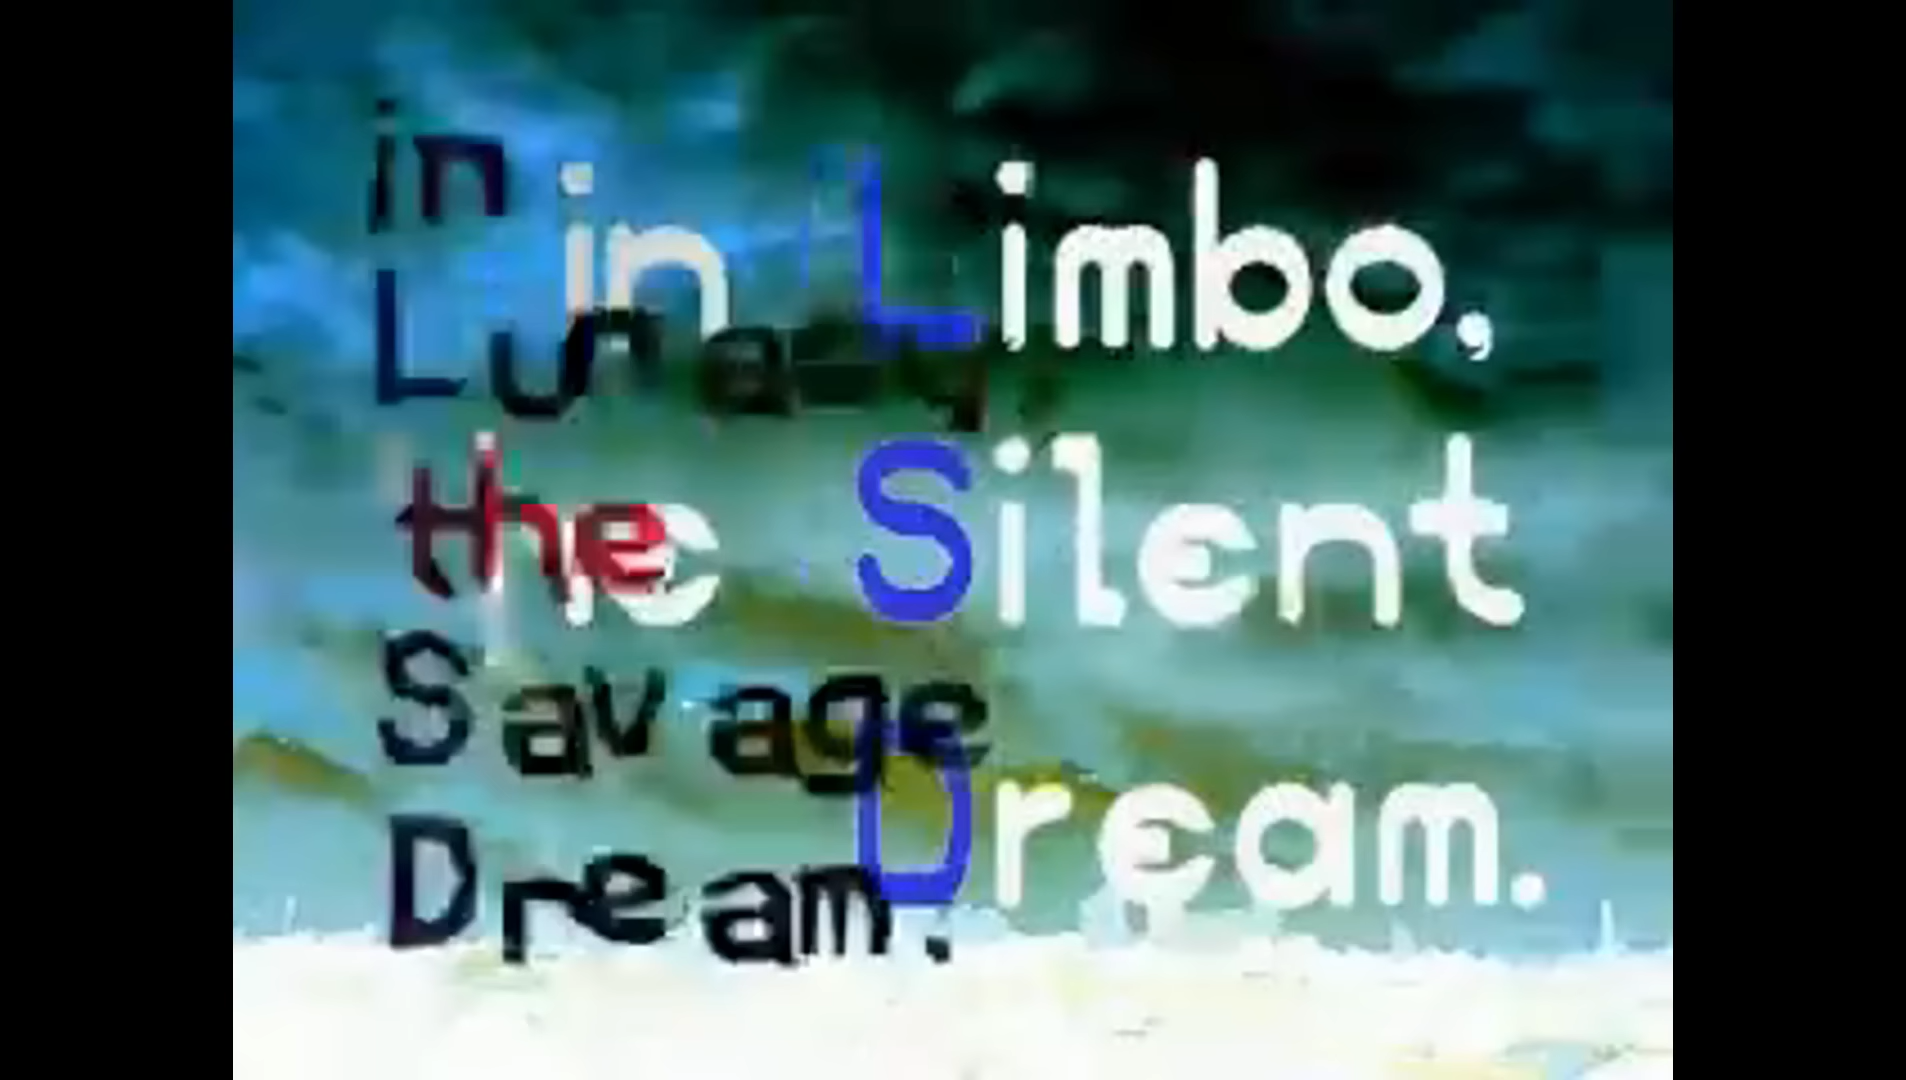 in
in Limbo,
Lunacy,
the
the Silent
Savage
Dream.
Dream.